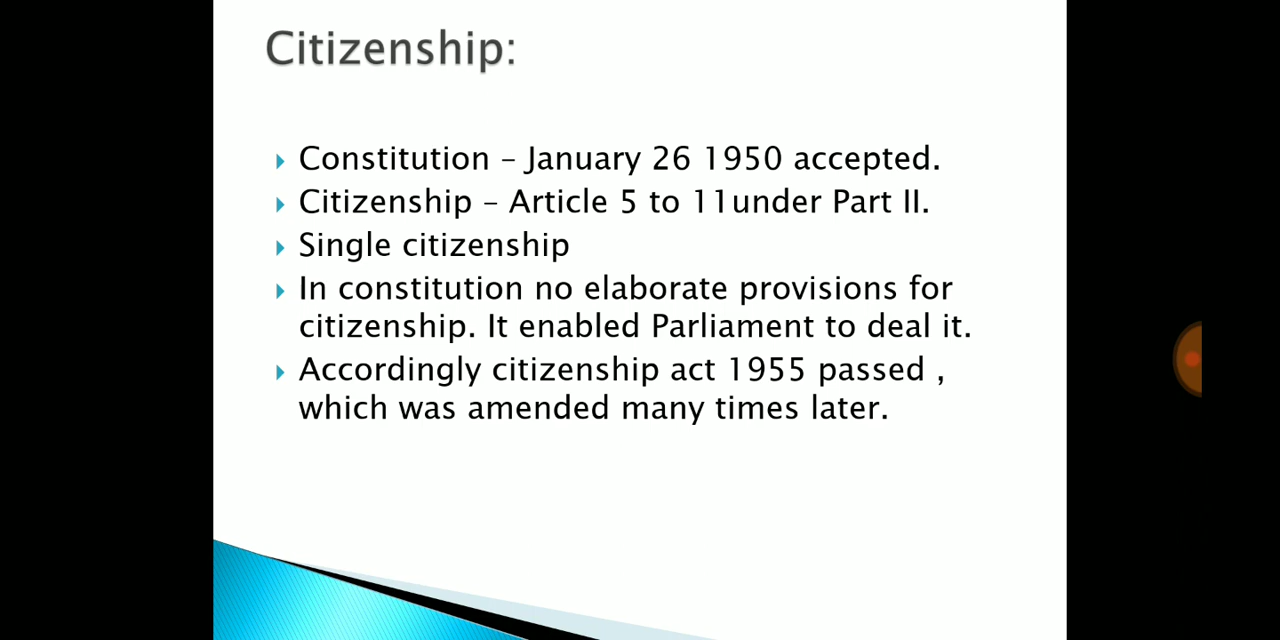 Citizenship:
Constitution – January 26 1950 accepted.
Citizenship – Article 5 to 11under Part II.
Single citizenship
In constitution no elaborate provisions for
citizenship. It enabled Parliament to deal it.
Accordingly citizenship act 1955 passed ,
which was amended many times later.